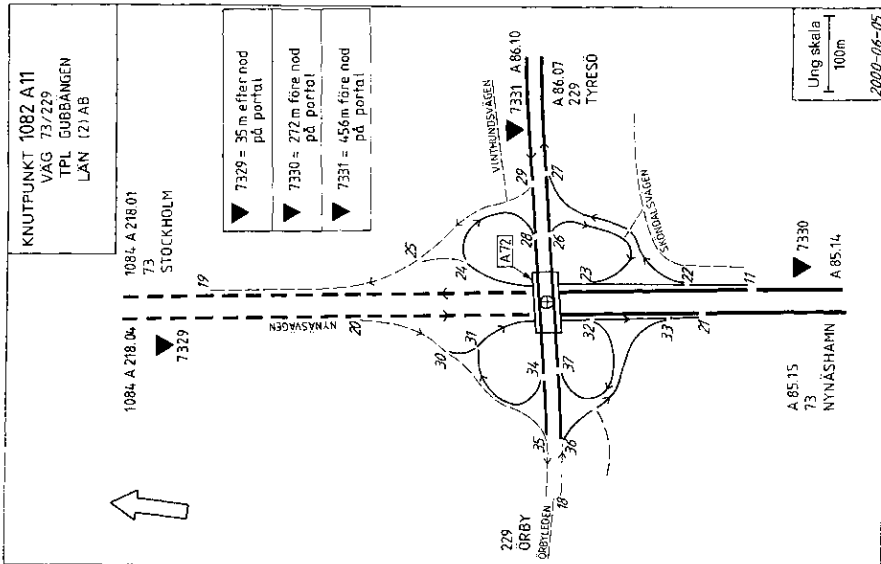 KNUTPUNKT 1082 A11
VÄG 73/229
TPL GUBBÄNGEN
LÄN (2) AB
1084 A 218.04
1084 A 218.01
73
STOCKHOLM
7329
7329 = 35 m efter nod
på portal
7330 = 272 m före nod
på portal
7331 = 456 m före nod
på portal
19
20
NYNÄSVÄGEN
25
24
30
31
VINTHUNDSVÄGEN
7331
A 86.10
A 86.07
229
TYRESÖ
29
27
28
26
A72
34
37
35
36
18
229
ÖRBY
ÖRBYLEDEN
23
22
SKÖNDALSVÄGEN
32
33
21
11
7330
A 85.14
A 85.15
73
NYNÄSHAMN
Ung skala
100m
2000-06-05